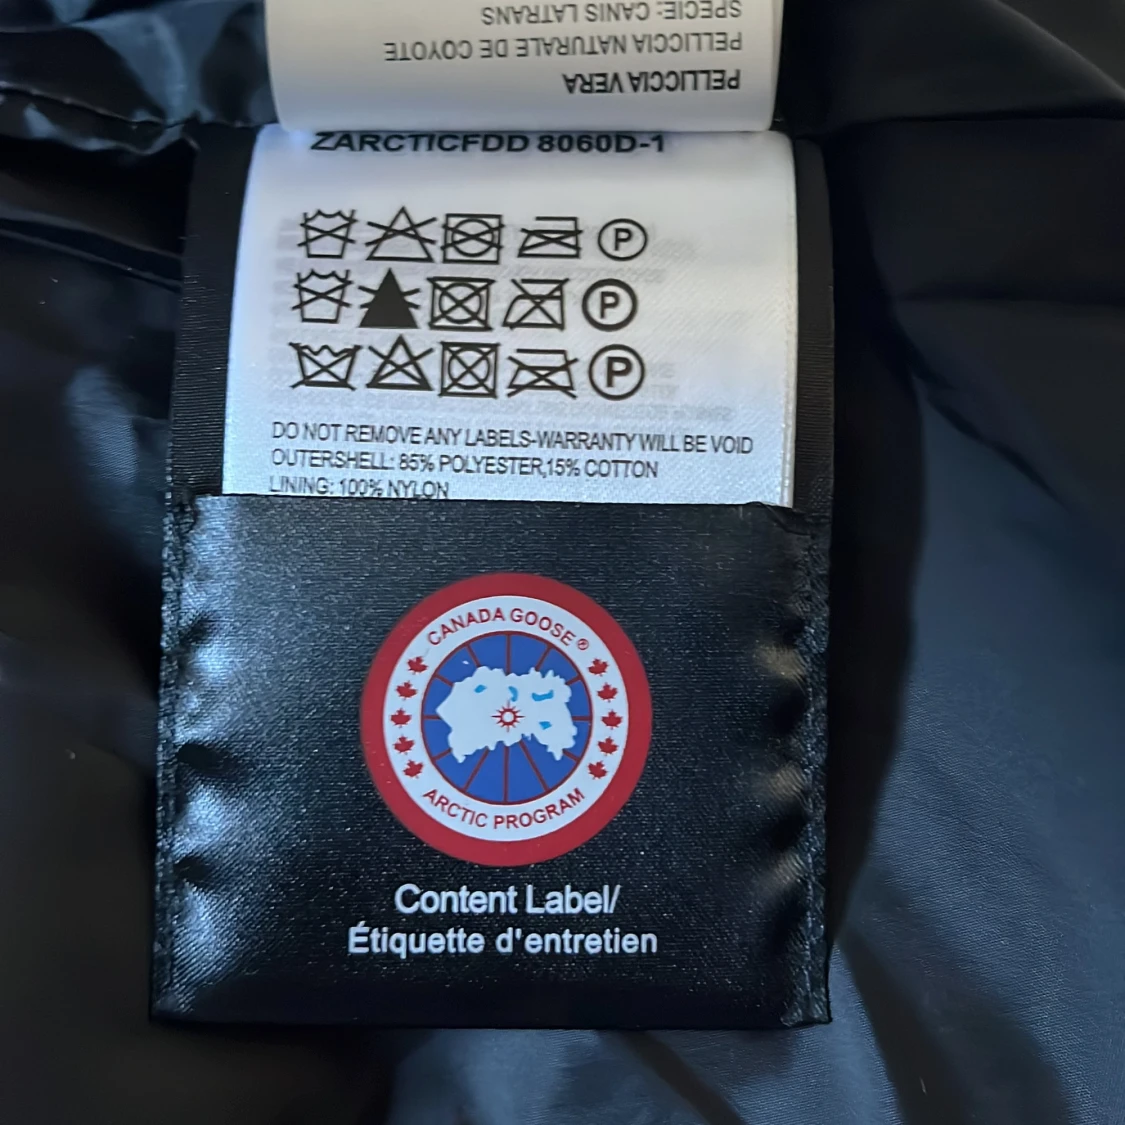 SPECIE: CANIS LATRANS
PELLICCIA NATURALE DE COYOTE
PELLICCIA VERA
ZARCTICFDD 8060D-1
P
P
P
DO NOT REMOVE ANY LABELS-WARRANTY WILL BE VOID
OUTERSHELL: 85% POLYESTER,15% COTTON
LINING: 100% NYLON
CANADA GOOSE®
ARCTIC PROGRAM
Content Label/
Étiquette d'entretien